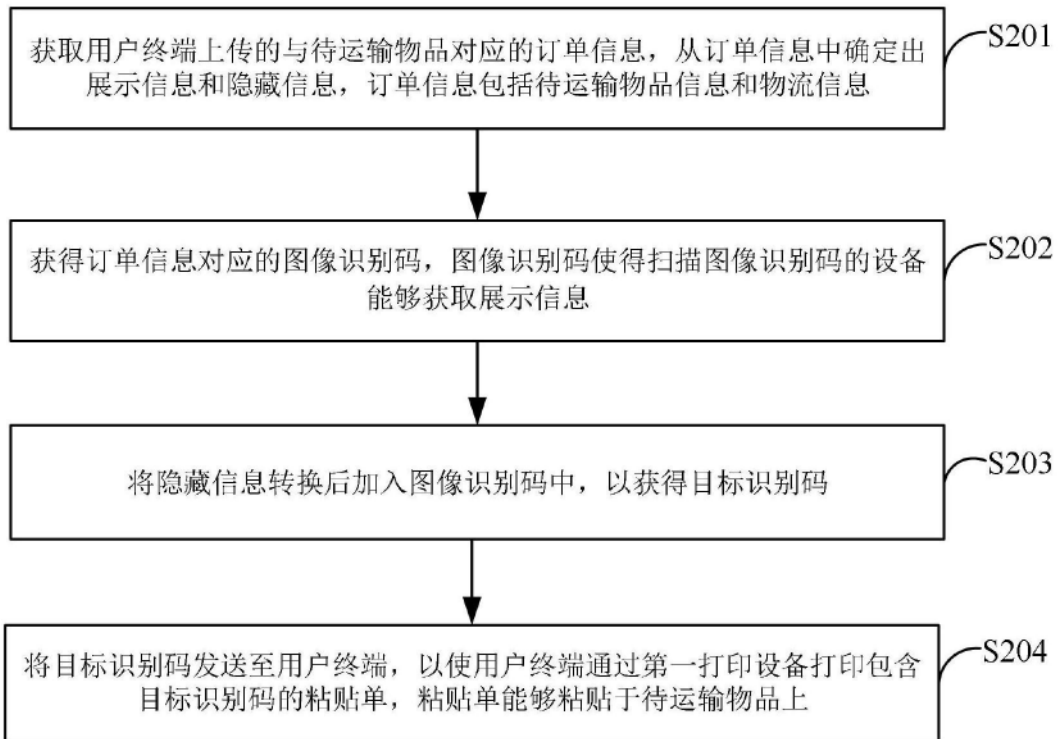 获取用户终端上传的与待运输物品对应的订单信息，从订单信息中确定出
展示信息和隐藏信息，订单信息包括待运输物品信息和物流信息
S201
获得订单信息对应的图像识别码，图像识别码使得扫描图像识别码的设备
能够获取展示信息
S202
将隐藏信息转换后加入图像识别码中，以获得目标识别码
S203
将目标识别码发送至用户终端，以使用户终端通过第一打印设备打印包含
目标识别码的粘贴单，粘贴单能够粘贴于待运输物品上
S204